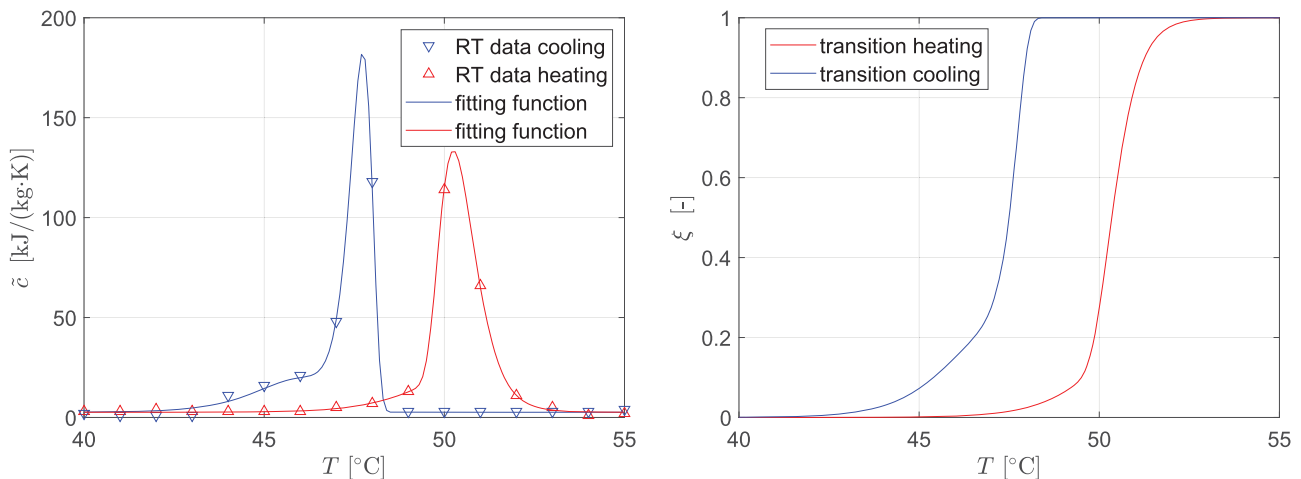 200
150
100
50
0
40
45
50
55
c̃ [kJ/(kg·K)]
T [°C]
RT data cooling
RT data heating
fitting function
fitting function
1
0.8
0.6
0.4
0.2
0
40
45
50
55
ξ [-]
T [°C]
transition heating
transition cooling